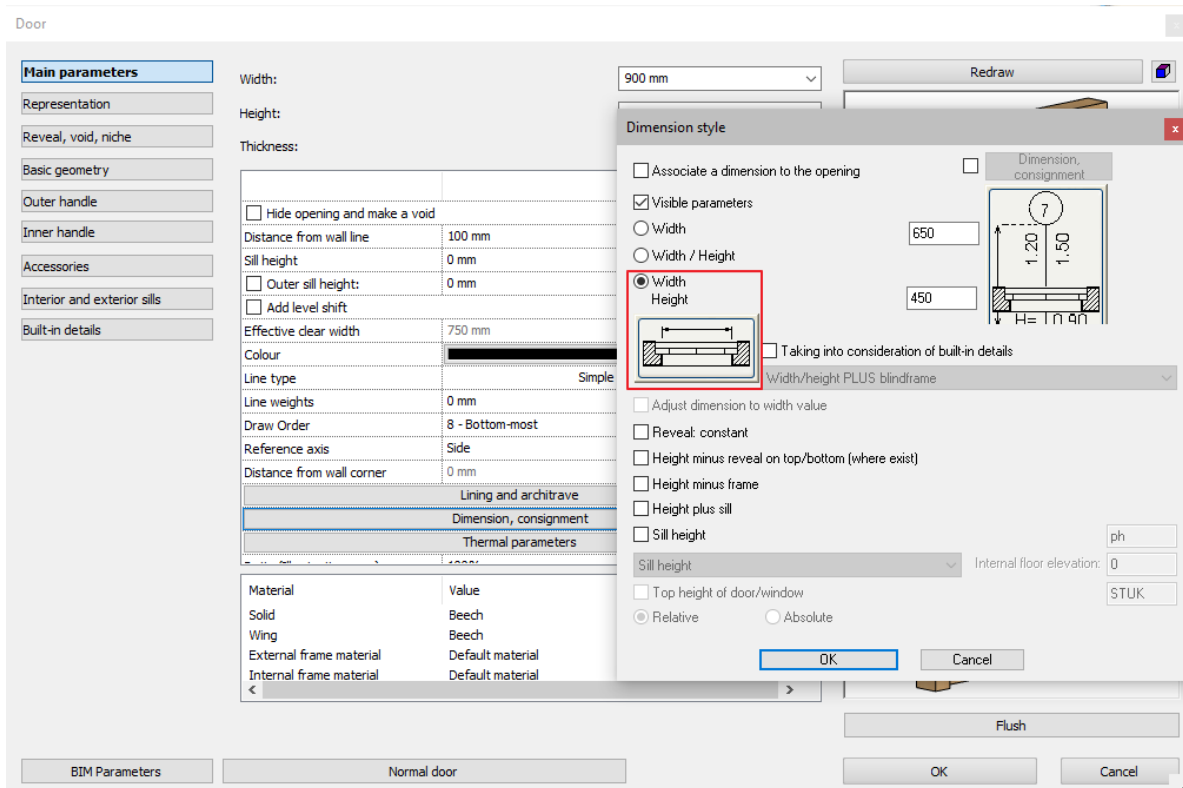 Door
x
Main parameters
Representation
Reveal, void, niche
Basic geometry
Outer handle
Inner handle
Accessories
Interior and exterior sills
Built-in details
Width:
900 mm
Height:
Thickness:
Hide opening and make a void
Distance from wall line
100 mm
Sill height
0 mm
Outer sill height:
0 mm
Add level shift
Effective clear width
750 mm
Colour
Line type
Simple
Line weights
0 mm
Draw Order
8 - Bottom-most
Reference axis
Side
Distance from wall corner
0 mm
Lining and architrave
Dimension, consignment
Thermal parameters
Material
Value
Solid
Beech
Wing
Beech
External frame material
Default material
Internal frame material
Default material
Redraw
Dimension style
x
Associate a dimension to the opening
Dimension,
consignment
Visible parameters
Width
650
Width / Height
Width
Height
450
7
1.20
1.50
H= 0.90
Taking into consideration of built-in details
Width/height PLUS blindframe
Adjust dimension to width value
Reveal: constant
Height minus reveal on top/bottom (where exist)
Height minus frame
Height plus sill
Sill height
ph
Sill height
Internal floor elevation:
0
Top height of door/window
STUK
Relative
Absolute
OK
Cancel
Flush
BIM Parameters
Normal door
OK
Cancel